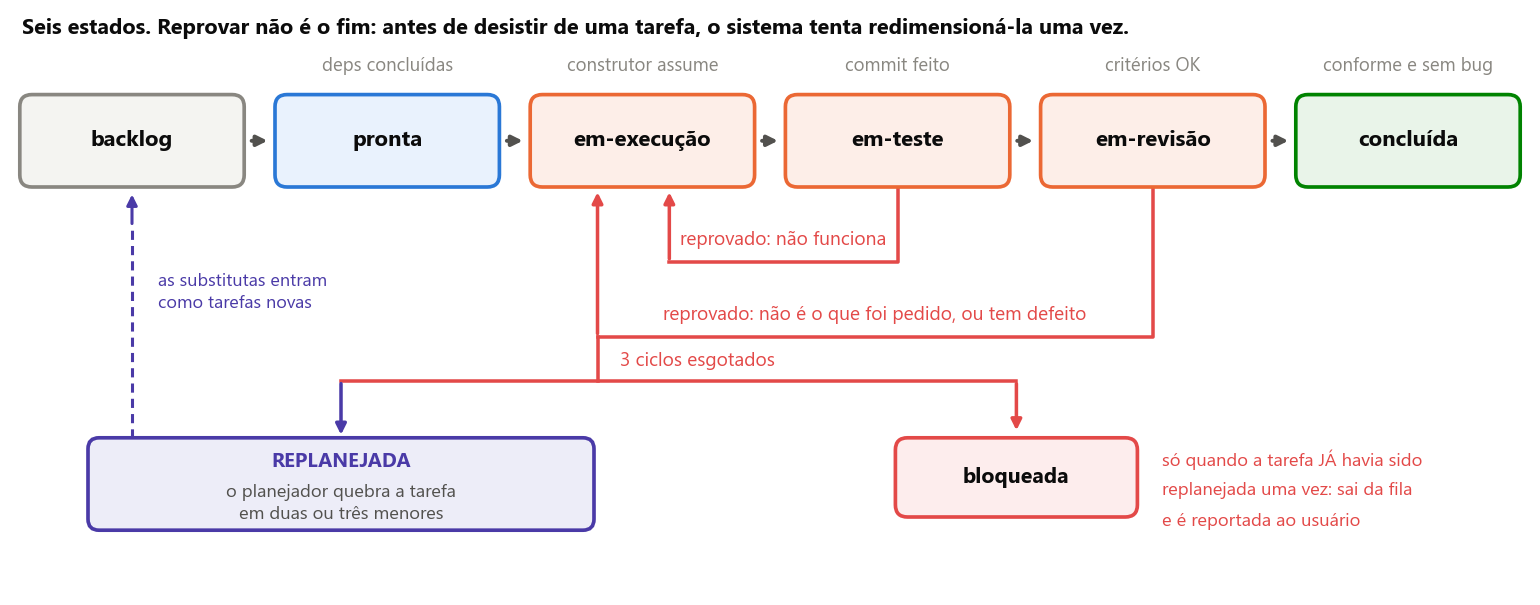 Seis estados. Reprovar não é o fim: antes de desistir de uma tarefa, o sistema tenta redimensioná-la uma vez.
deps concluídas
construtor assume
commit feito
critérios OK
conforme e sem bug
backlog
pronta
em-execução
em-teste
em-revisão
concluída
reprovado: não funciona
as substitutas entram
como tarefas novas
reprovado: não é o que foi pedido, ou tem defeito
3 ciclos esgotados
REPLANEJADA
o planejador quebra a tarefa
em duas ou três menores
bloqueada
só quando a tarefa JÁ havia sido
replanejada uma vez: sai da fila
e é reportada ao usuário